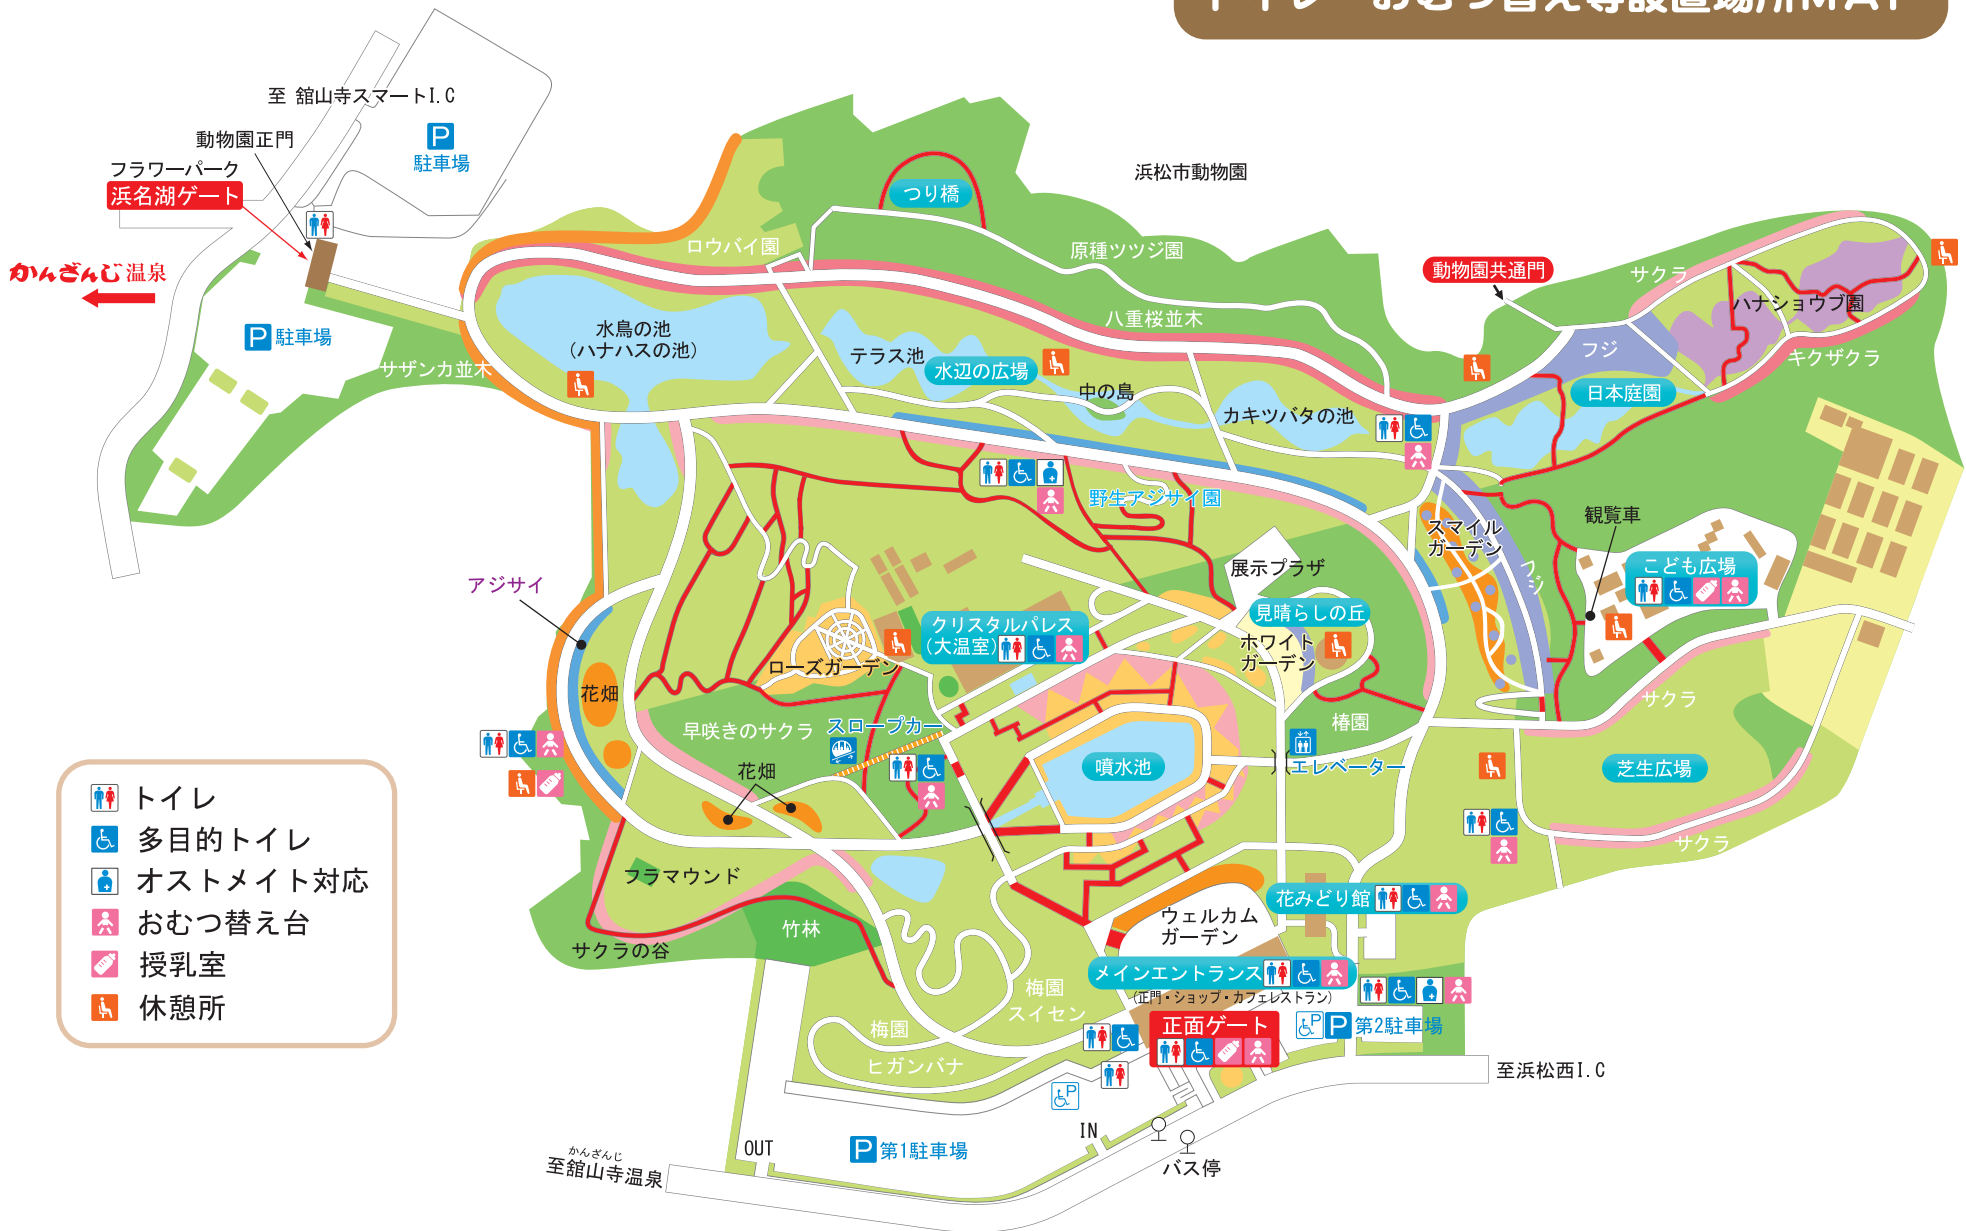 トイレ・おむつ替え等設置場所MAP
至 舘山寺スマートI.C
動物園正門
フラワーパーク
浜名湖ゲート
P
駐車場
かんざんじ温泉
P 駐車場
サザンカ並木
ロウバイ園
つり橋
浜松市動物園
原種ツツジ園
八重桜並木
動物園共通門
サクラ
ハナショウブ園
キクザクラ
フジ
日本庭園
水鳥の池
(ハナハスの池)
テラス池
水辺の広場
中の島
カキツバタの池
野生アジサイ園
展示プラザ
スマイル
ガーデン
フジ
観覧車
こども広場
アジサイ
花畑
ローズガーデン
クリスタルパレス
(大温室)
見晴らしの丘
ホワイト
ガーデン
椿園
サクラ
早咲きのサクラ
スロープカー
花畑
噴水池
エレベーター
芝生広場
サクラ
フラマウンド
サクラの谷
竹林
ウェルカム
ガーデン
花みどり館
メインエントランス
(正門・ショップ・カフェレストラン)
梅園
スイセン
梅園
ヒガンバナ
正面ゲート
P
P 第2駐車場
至浜松西I.C
P
OUT
IN
P 第1駐車場
バス停
かんざんじ
至舘山寺温泉
トイレ
多目的トイレ
オストメイト対応
おむつ替え台
授乳室
休憩所